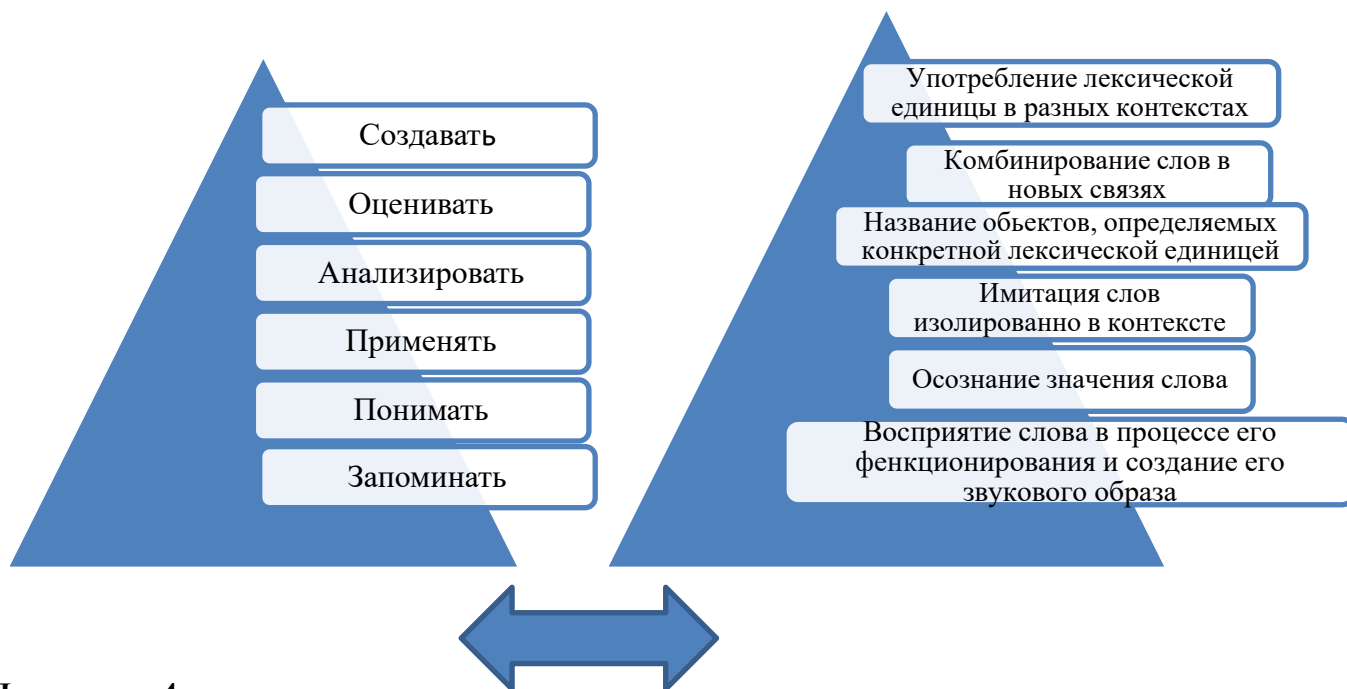 Создавать
Оценивать
Анализировать
Применять
Понимать
Запоминать
Употребление лексической
единицы в разных контекстах
Комбинирование слов в
новых связях
Название обьектов, определяемых
конкретной лексической единицей
Имитация слов
изолированно в контексте
Осознание значения слова
Восприятие слова в процессе его
фенкционирования и создание его
звукового образа